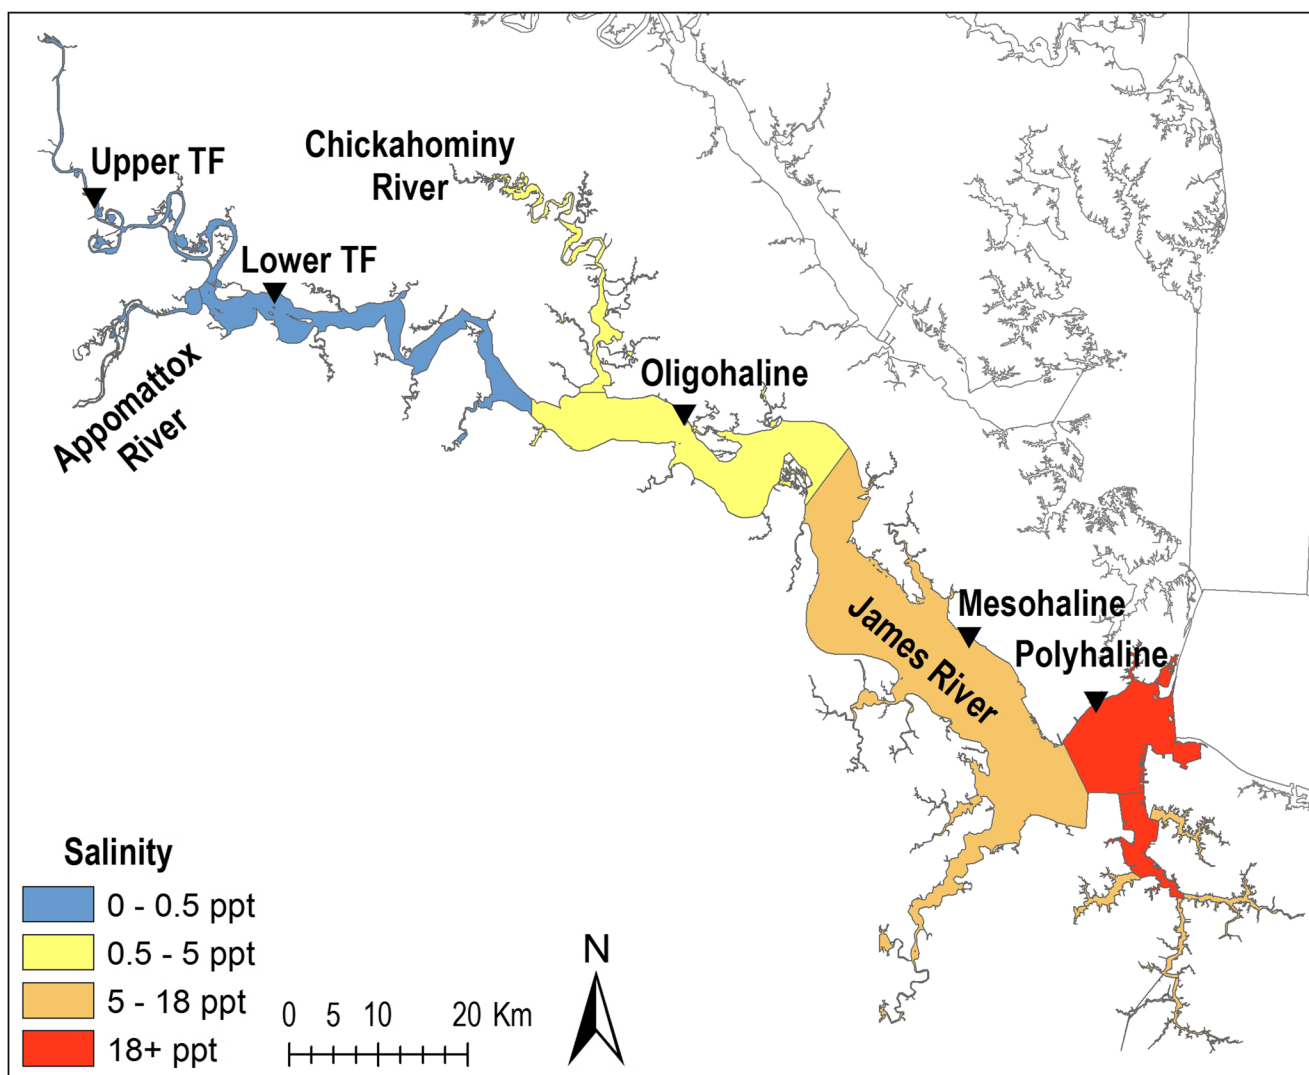 Upper TF
Chickahominy
River
Lower TF
Appomattox
River
Oligohaline
Mesohaline
Polyhaline
James River
Salinity
0 - 0.5 ppt
0.5 - 5 ppt
5 - 18 ppt
18+ ppt
0 5 10 20 Km
N